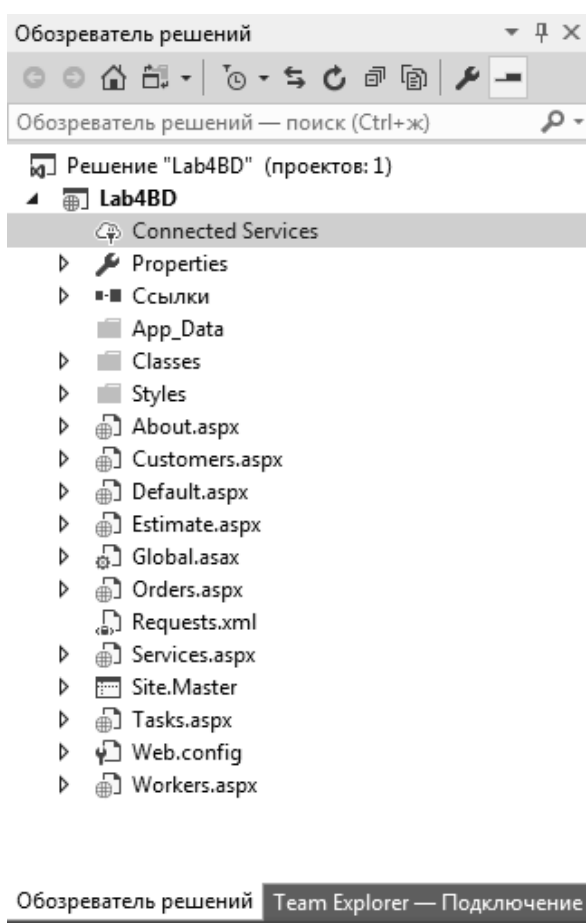 Обозреватель решений
Обозреватель решений — поиск (Ctrl+ж)
Решение "Lab4BD" (проектов: 1)
Lab4BD
Connected Services
Properties
Ссылки
App_Data
Classes
Styles
About.aspx
Customers.aspx
Default.aspx
Estimate.aspx
Global.asax
Orders.aspx
Requests.xml
Services.aspx
Site.Master
Tasks.aspx
Web.config
Workers.aspx
Обозреватель решений Team Explorer — Подключение